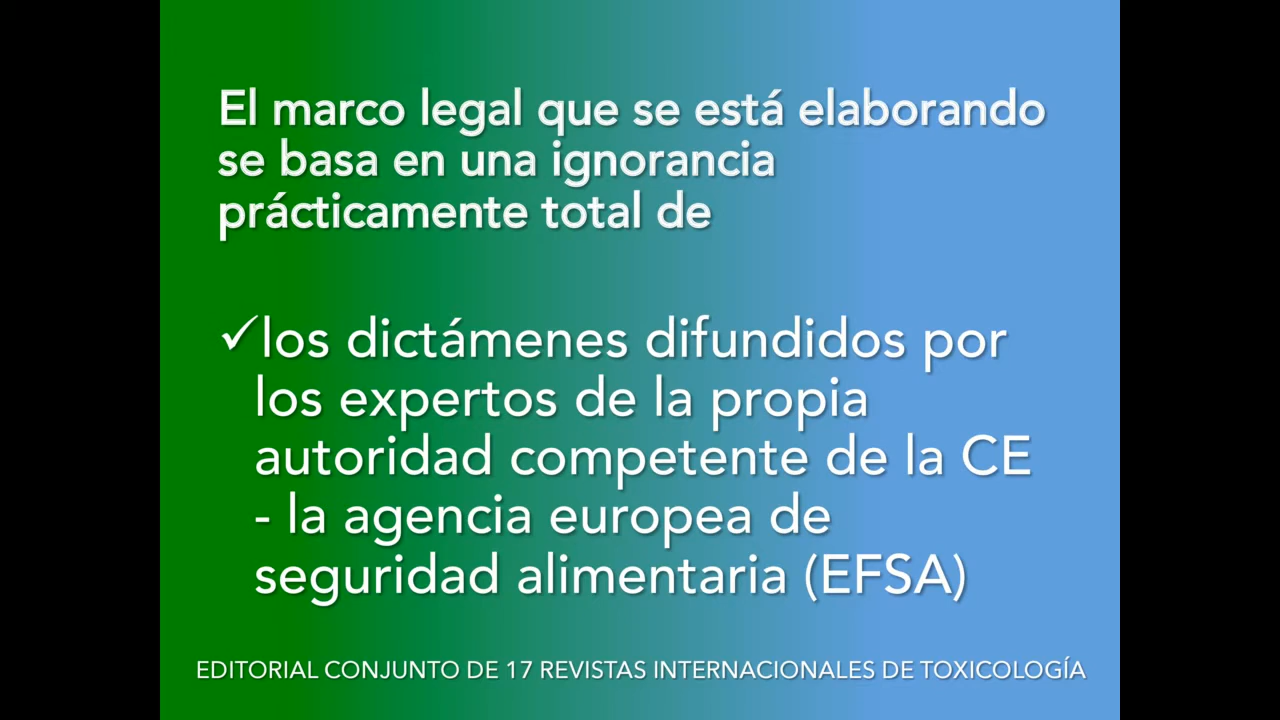 El marco legal que se está elaborando
se basa en una ignorancia
prácticamente total de
✓los dictámenes difundidos por
los expertos de la propia
autoridad competente de la CE
- la agencia europea de
seguridad alimentaria (EFSA)
EDITORIAL CONJUNTO DE 17 REVISTAS INTERNACIONALES DE TOXICOLOGÍA